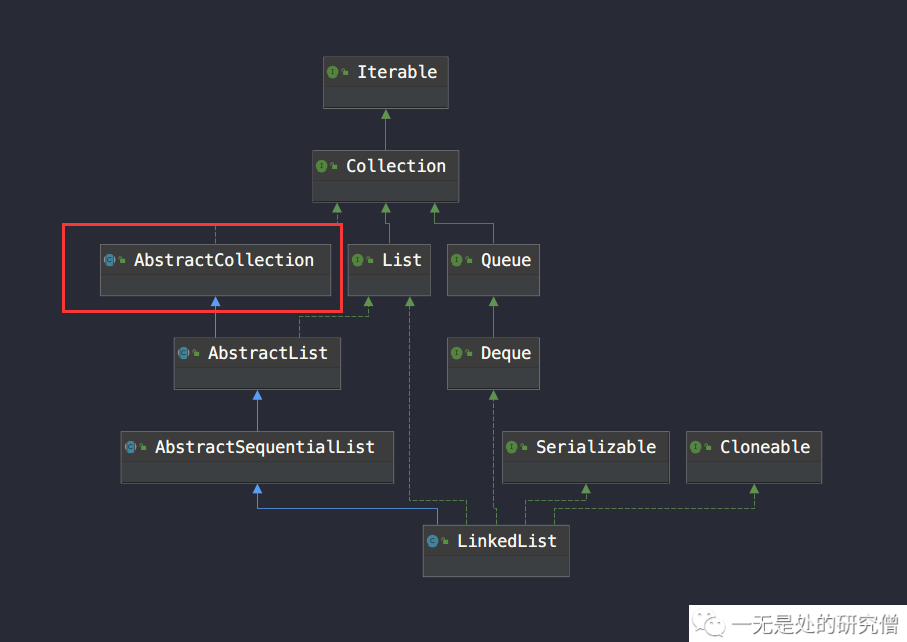 Iterable
Collection
AbstractCollection
List
Queue
AbstractList
Deque
AbstractSequentialList
Serializable
Cloneable
LinkedList
一无是处的研究僧